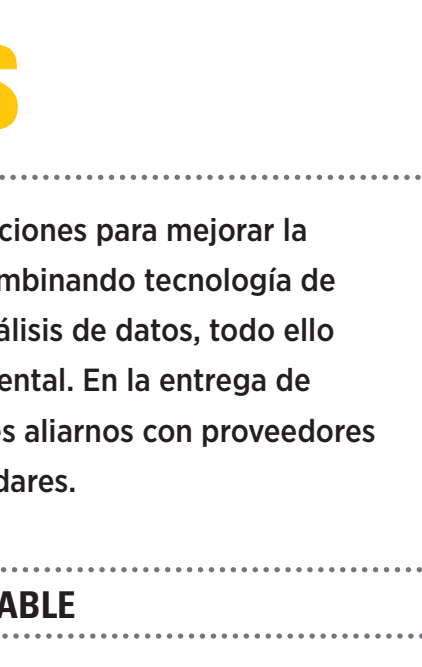 s
ciones para mejorar la
mbinando tecnología de
álisis de datos, todo ello
ental. En la entrega de
es aliarnos con proveedores
dares.
ABLE